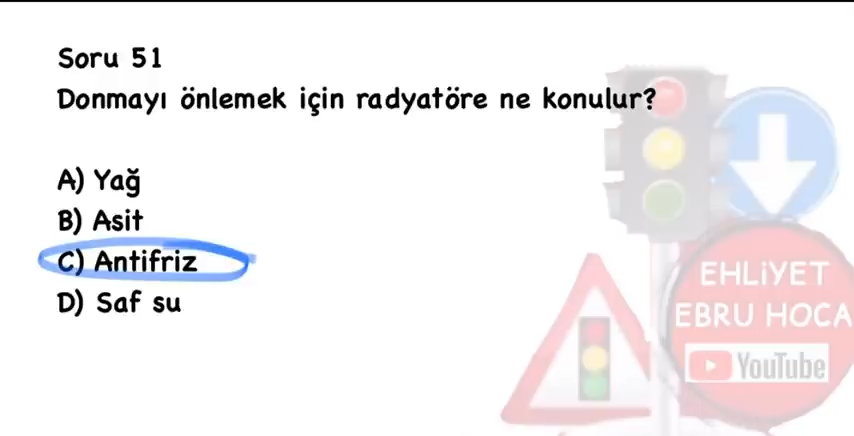 Soru 51
Donmayı önlemek için radyatöre ne konulur?
A) Yağ
B) Asit
C) Antifriz
D) Saf su
EHLİYET
EBRU HOCA
YouTube